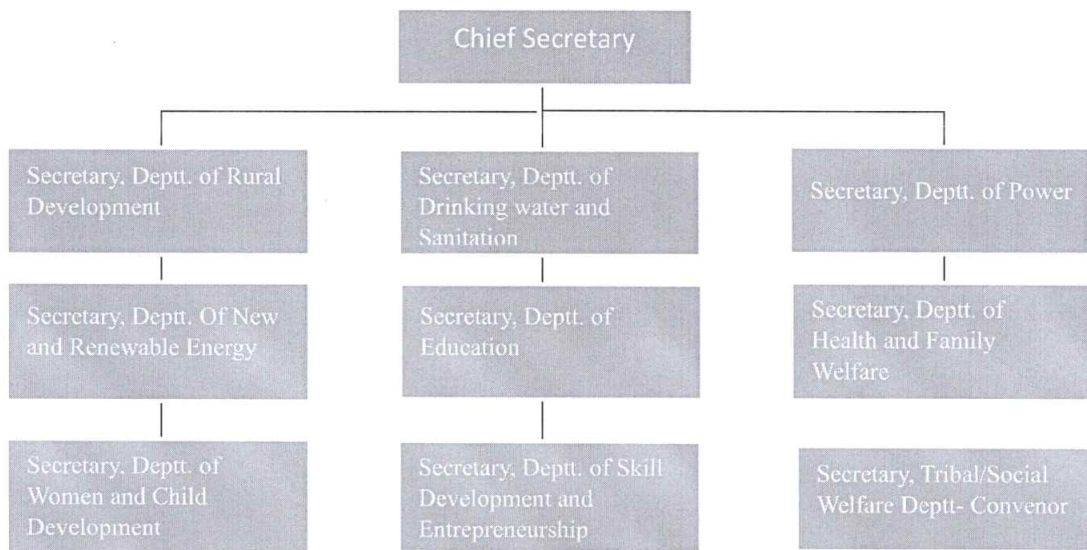 Chief Secretary
Secretary, Deptt. of Rural
Development
Secretary, Deptt. of
Drinking water and
Sanitation
Secretary, Deptt. of Power
Secretary, Deptt. Of New
and Renewable Energy
Secretary, Deptt. of
Education
Secretary, Deptt. of
Health and Family
Welfare
Secretary, Deptt. of
Women and Child
Development
Secretary, Deptt. of Skill
Development and
Entrepreneurship
Secretary, Tribal/Social
Welfare Deptt- Convenor